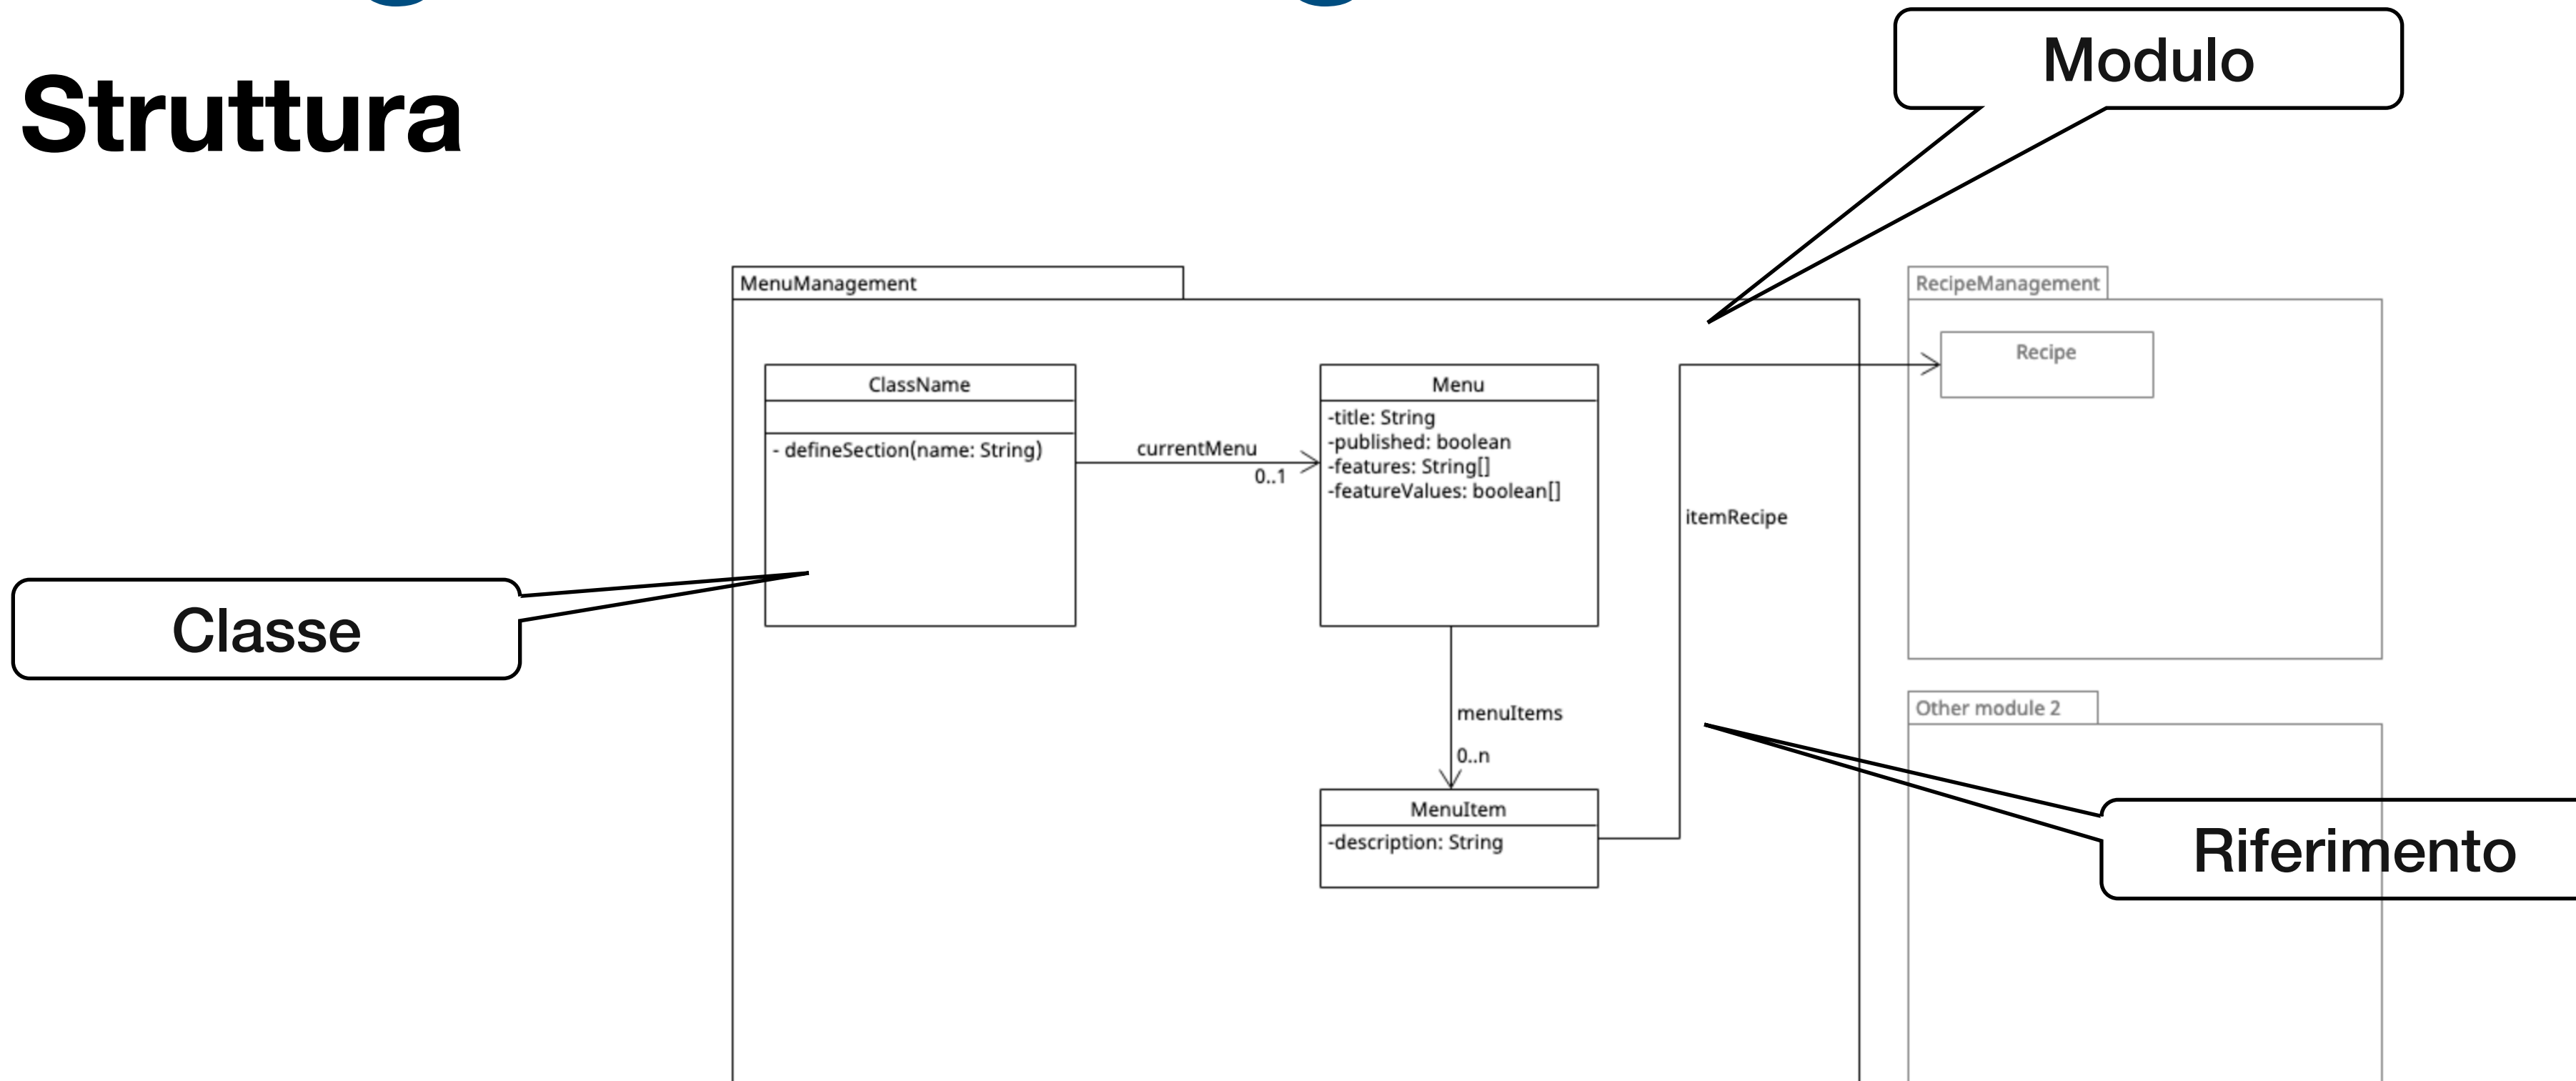 Modulo
Struttura
MenuManagement
RecipeManagement
Recipe
ClassName
- defineSection(name: String)
currentMenu
0..1
Menu
-title: String
-published: boolean
-features: String[]
-featureValues: boolean[]
itemRecipe
Classe
menuItems
0..n
Other module 2
MenuItem
-description: String
Riferimento